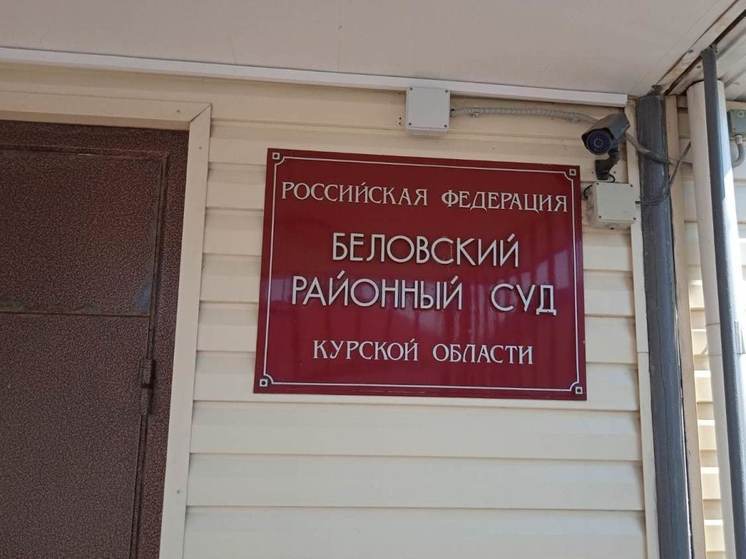 РОССИЙСКАЯ ФЕДЕРАЦИЯ
БЕЛОВСКИЙ
РАЙОННЫЙ СУД
КУРСКОЙ ОБЛАСТИ